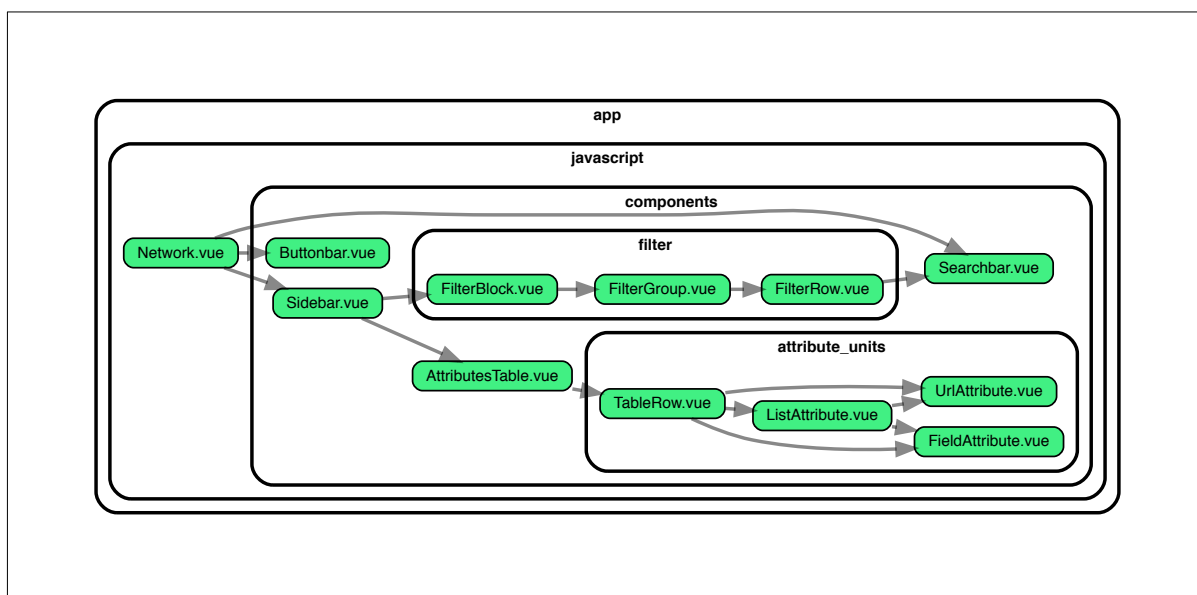 app
javascript
components
filter
Network.vue
Buttonbar.vue
Searchbar.vue
Sidebar.vue
FilterBlock.vue
FilterGroup.vue
FilterRow.vue
attribute_units
AttributesTable.vue
TableRow.vue
ListAttribute.vue
UrlAttribute.vue
FieldAttribute.vue